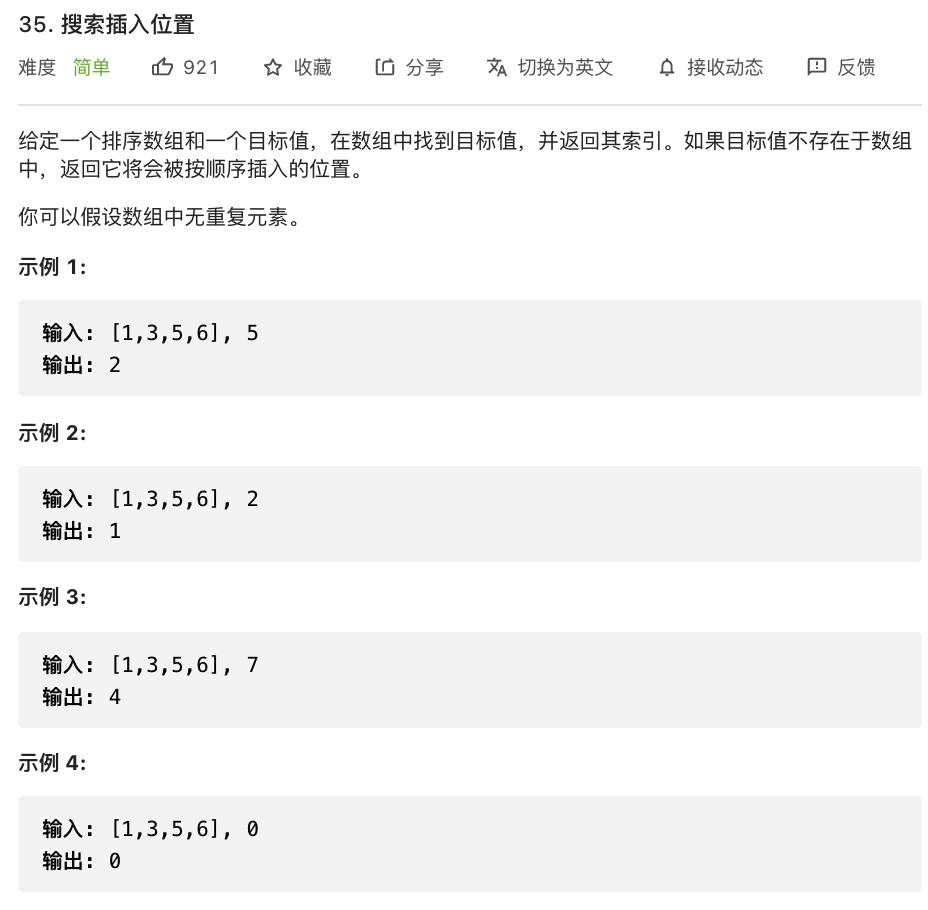 35. 搜索插入位置
难度 简单 921 收藏 分享 切换为英文 接收动态 反馈
给定一个排序数组和一个目标值，在数组中找到目标值，并返回其索引。如果目标值不存在于数组
中，返回它将会被按顺序插入的位置。
你可以假设数组中无重复元素。
示例 1:
输入: [1,3,5,6], 5
输出: 2
示例 2:
输入: [1,3,5,6], 2
输出: 1
示例 3:
输入: [1,3,5,6], 7
输出: 4
示例 4:
输入: [1,3,5,6], 0
输出: 0